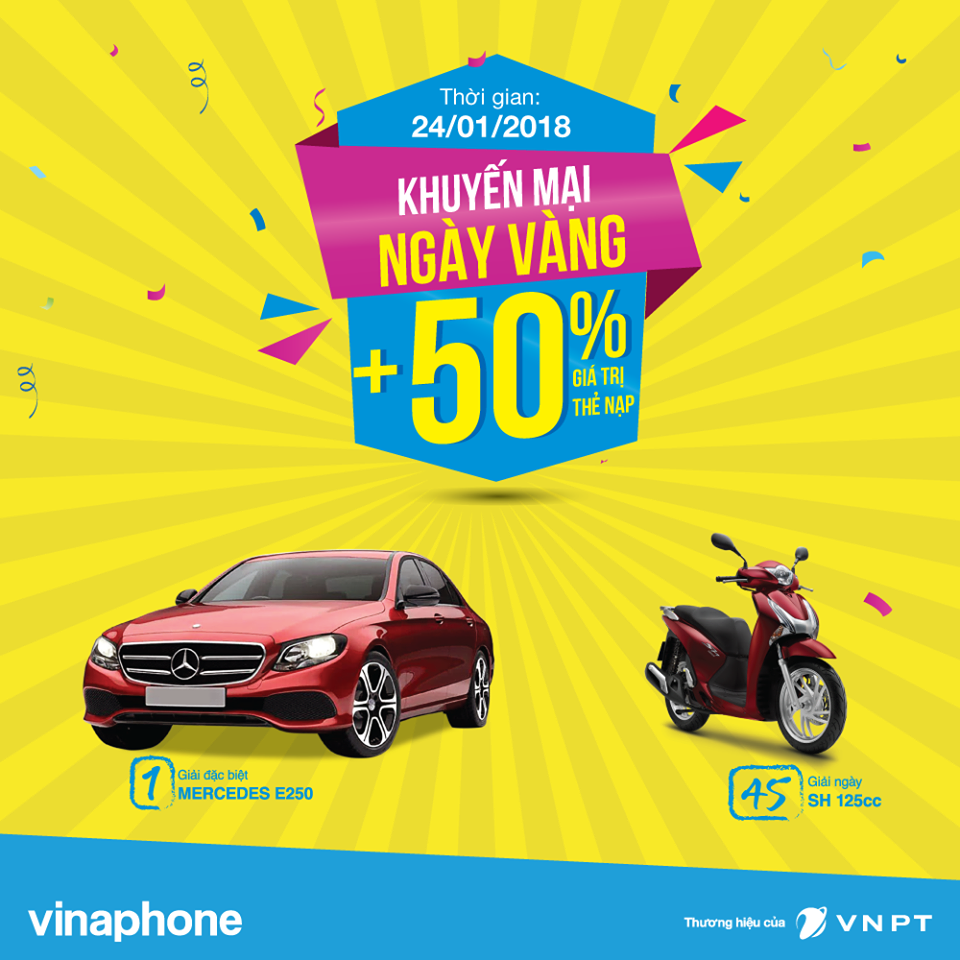 Thời gian:
24/01/2018
KHUYẾN MẠI
NGÀY VÀNG
+50%
GIÁ TRỊ
THẺ NẠP
1
Giải đặc biệt
MERCEDES E250
45
Giải ngày
SH 125cc
vinaphone
Thương hiệu của VNPT